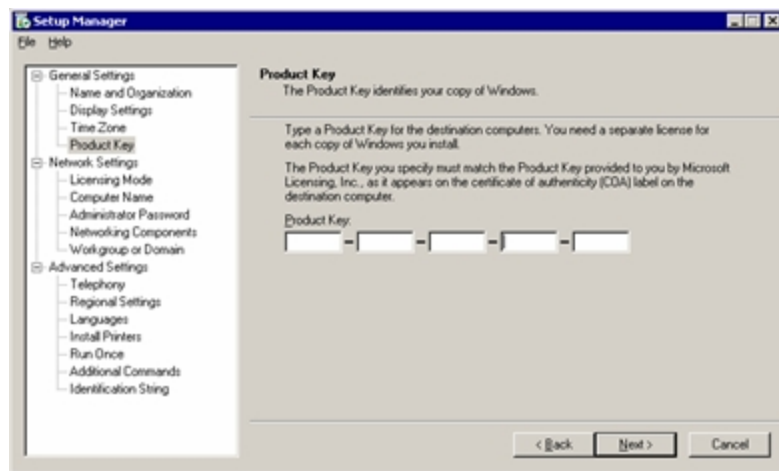 Setup Manager
File Help
General Settings
Name and Organization
Display Settings
Time Zone
Product Key
Network Settings
Licensing Mode
Computer Name
Administrator Password
Networking Components
Workgroup or Domain
Advanced Settings
Telephony
Regional Settings
Languages
Install Printers
Run Once
Additional Commands
Identification String
Product Key
The Product Key identifies your copy of Windows.
Type a Product Key for the destination computers. You need a separate license for
each copy of Windows you install.
The Product Key you specify must match the Product Key provided to you by Microsoft
Licensing, Inc., as it appears on the certificate of authenticity (COA) label on the
destination computer.
Product Key:
< Back Next > Cancel